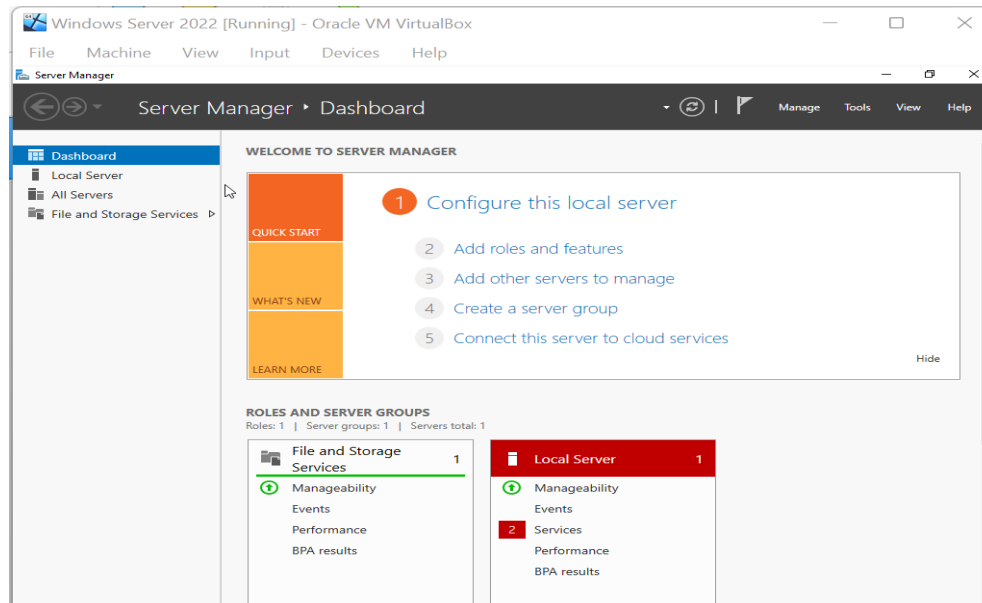 Windows Server 2022 [Running] - Oracle VM VirtualBox
File Machine View Input Devices Help
Server Manager
Server Manager • Dashboard
Manage Tools View Help
Dashboard
Local Server
All Servers
File and Storage Services
WELCOME TO SERVER MANAGER
QUICK START
WHAT'S NEW
LEARN MORE
1 Configure this local server
2 Add roles and features
3 Add other servers to manage
4 Create a server group
5 Connect this server to cloud services
Hide
ROLES AND SERVER GROUPS
Roles: 1 | Server groups: 1 | Servers total: 1
File and Storage
Services
1
Manageability
Events
Performance
BPA results
Local Server 1
Manageability
Events
2 Services
Performance
BPA results